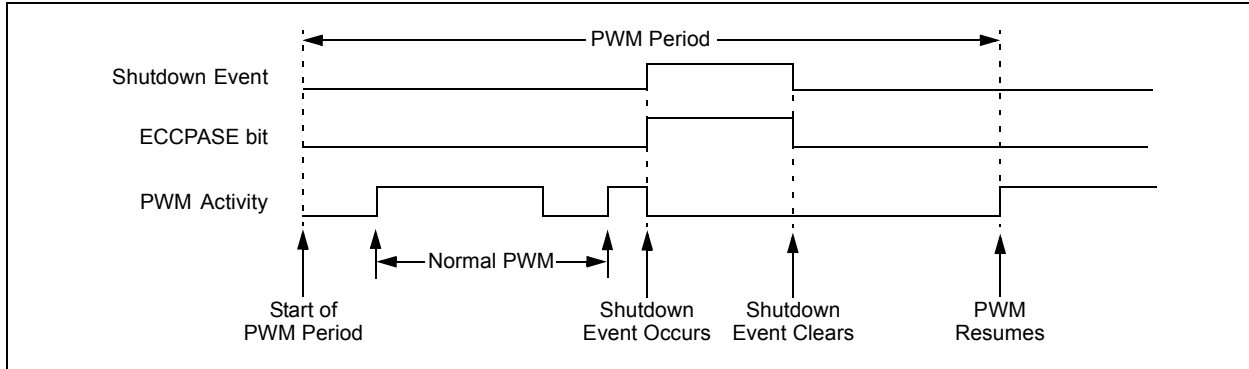 PWM Period
Shutdown Event
ECCPASE bit
PWM Activity
Normal PWM
Start of
PWM Period
Shutdown
Event Occurs
Shutdown
Event Clears
PWM
Resumes